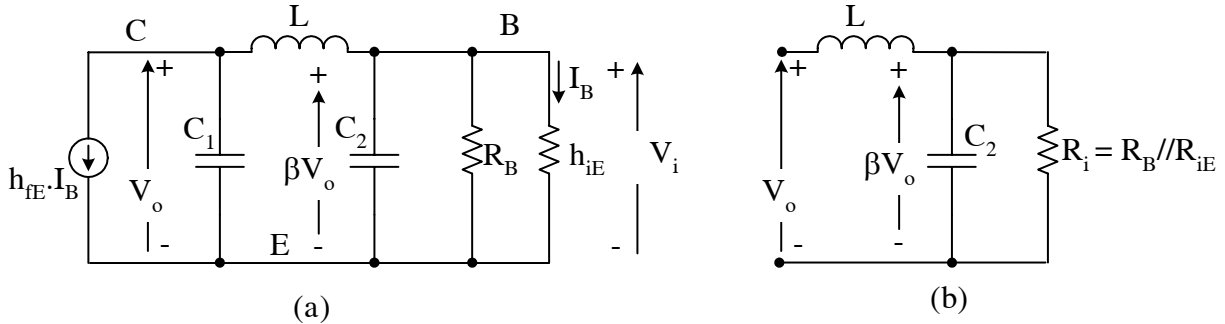 C
L
B
L
+
+
+
I_B
+
+
C_1
C_2
C_2
h_fE.I_B
V_o
βV_o
R_B
h_iE
V_i
V_o
βV_o
R_i = R_B//R_iE
-
E
-
-
-
-
(a)
(b)